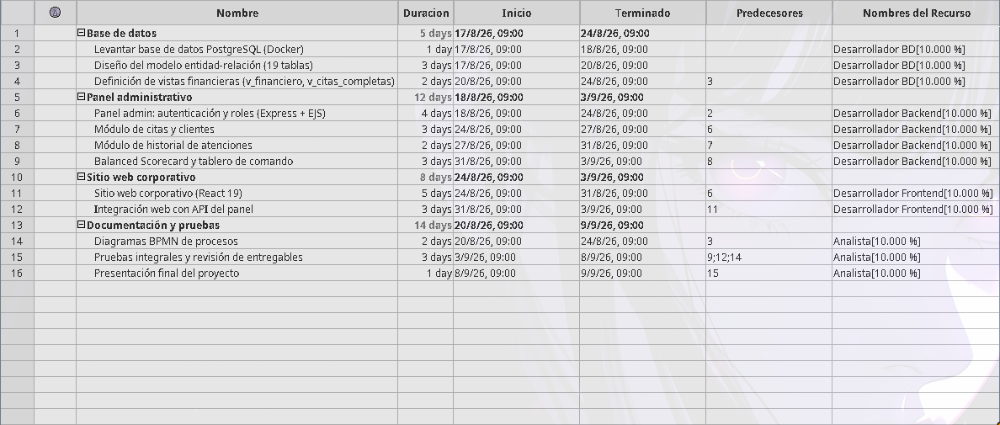 Nombre Duracion Inicio Terminado Predecesores Nombres del Recurso
1 Base de datos 5 days 17/8/26, 09:00 24/8/26, 09:00
2 Levantar base de datos PostgreSQL (Docker) 1 day 17/8/26, 09:00 18/8/26, 09:00 Desarrollador BD[10.000 %]
3 Diseño del modelo entidad-relación (19 tablas) 3 days 17/8/26, 09:00 20/8/26, 09:00 Desarrollador BD[10.000 %]
4 Definición de vistas financieras (v_financiero, v_citas_completas) 2 days 20/8/26, 09:00 24/8/26, 09:00 3 Desarrollador BD[10.000 %]
5 Panel administrativo 12 days 18/8/26, 09:00 3/9/26, 09:00
6 Panel admin: autenticación y roles (Express + EJS) 4 days 18/8/26, 09:00 24/8/26, 09:00 2 Desarrollador Backend[10.000 %]
7 Módulo de citas y clientes 3 days 24/8/26, 09:00 27/8/26, 09:00 6 Desarrollador Backend[10.000 %]
8 Módulo de historial de atenciones 2 days 27/8/26, 09:00 31/8/26, 09:00 7 Desarrollador Backend[10.000 %]
9 Balanced Scorecard y tablero de comando 3 days 31/8/26, 09:00 3/9/26, 09:00 8 Desarrollador Backend[10.000 %]
10 Sitio web corporativo 8 days 24/8/26, 09:00 3/9/26, 09:00
11 Sitio web corporativo (React 19) 5 days 24/8/26, 09:00 31/8/26, 09:00 6 Desarrollador Frontend[10.000 %]
12 Integración web con API del panel 3 days 31/8/26, 09:00 3/9/26, 09:00 11 Desarrollador Frontend[10.000 %]
13 Documentación y pruebas 14 days 20/8/26, 09:00 9/9/26, 09:00
14 Diagramas BPMN de procesos 2 days 20/8/26, 09:00 24/8/26, 09:00 3 Analista[10.000 %]
15 Pruebas integrales y revisión de entregables 3 days 3/9/26, 09:00 8/9/26, 09:00 9;12;14 Analista[10.000 %]
16 Presentación final del proyecto 1 day 8/9/26, 09:00 9/9/26, 09:00 15 Analista[10.000 %]